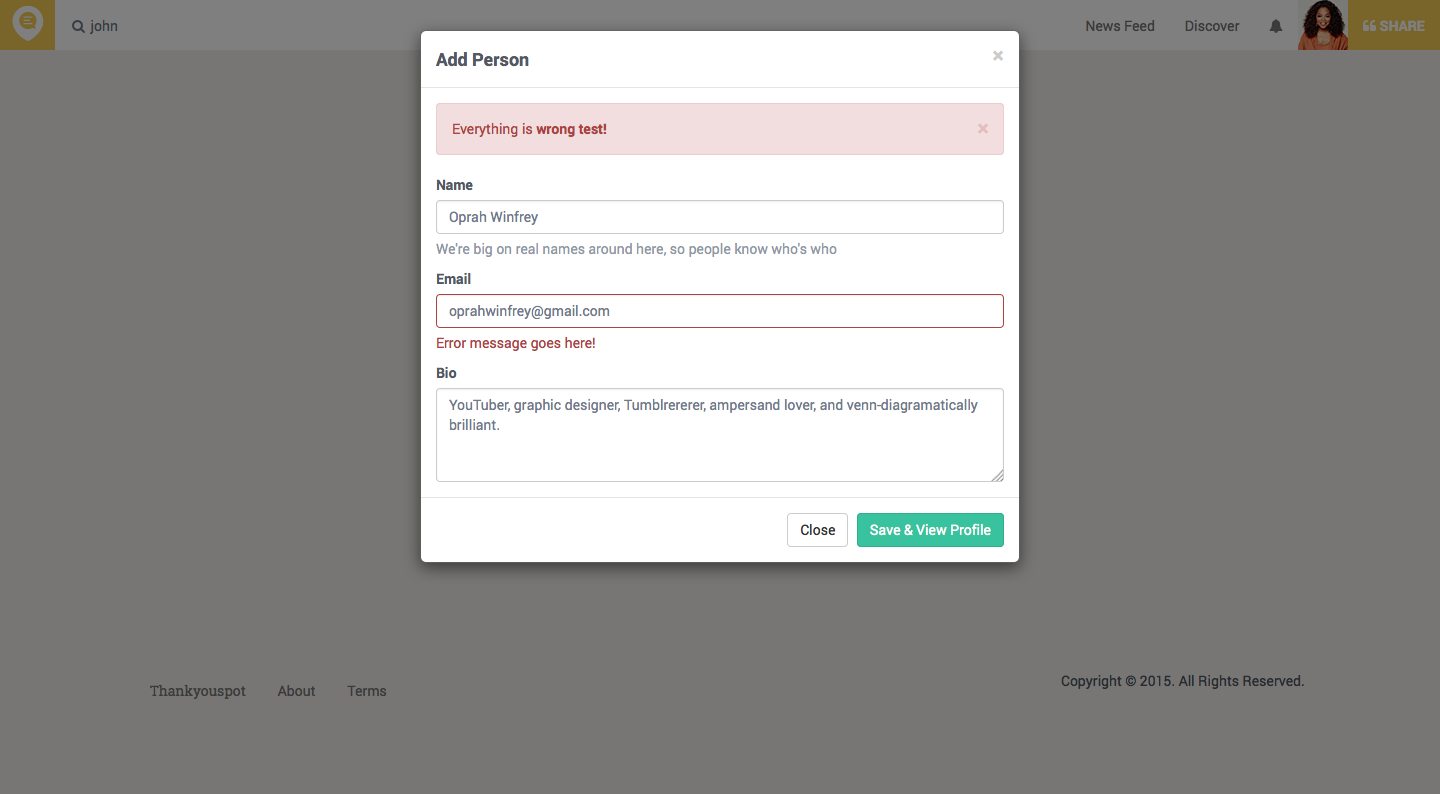 john
News Feed
Discover
SHARE
Add Person
×
Everything is wrong test!
×
Name
Oprah Winfrey
We're big on real names around here, so people know who's who
Email
oprahwinfrey@gmail.com
Error message goes here!
Bio
YouTuber, graphic designer, Tumblrererer, ampersand lover, and venn-diagramatically
brilliant.
Close
Save & View Profile
Thankyouspot
About
Terms
Copyright © 2015. All Rights Reserved.